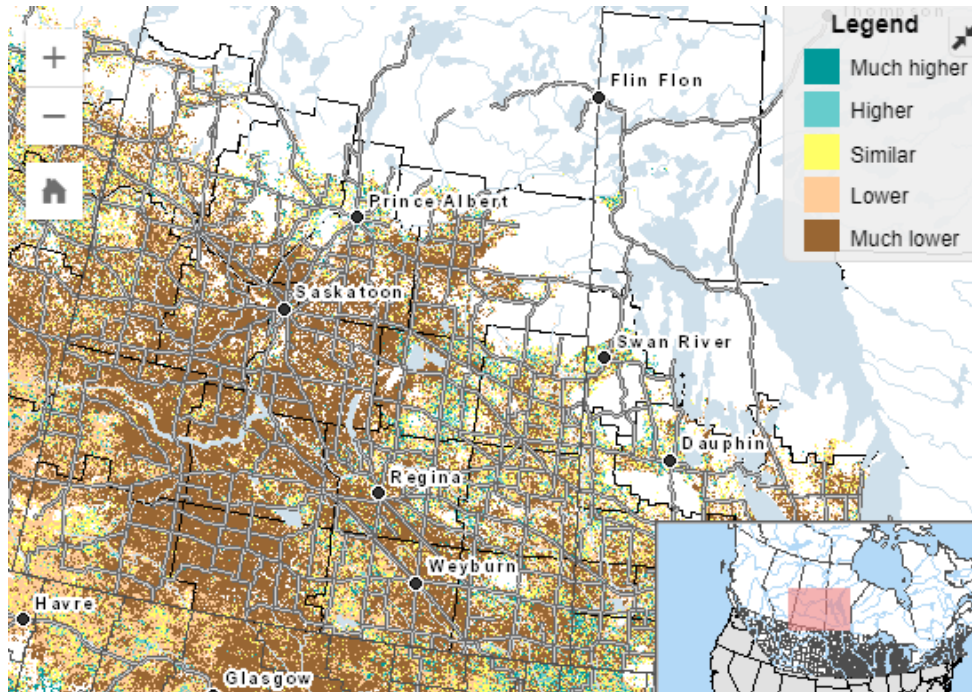 +
−
Thompson
Legend
Much higher
Higher
Similar
Lower
Much lower
Flin Flon
Prince Albert
Saskatoon
Swan River
Dauphin
Regina
Weyburn
Havre
Glasgow